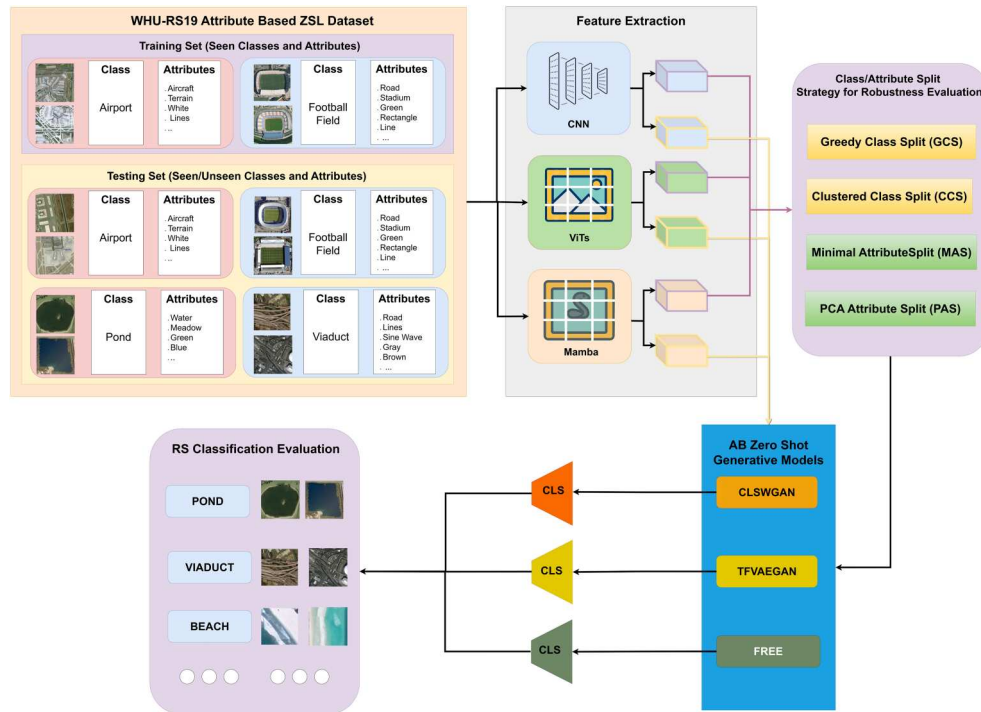 WHU-RS19 Attribute Based ZSL Dataset
Training Set (Seen Classes and Attributes)
Class
Airport
Attributes
. Aircraft
. Terrain
. White
. Lines
. ..
Class
Football
Field
Attributes
. Road
. Stadium
. Green
. Rectangle
. Line
. ...
Testing Set (Seen/Unseen Classes and Attributes)
Class
Airport
Attributes
. Aircraft
. Terrain
. White
. Lines
. ..
Class
Football
Field
Attributes
. Road
. Stadium
. Green
. Rectangle
. Line
. ...
Class
Pond
Attributes
. Water
. Meadow
. Green
. Blue
. ..
Class
Viaduct
Attributes
. Road
. Lines
. Sine Wave
. Gray
. Brown
. ...
Feature Extraction
CNN
ViTs
Mamba
Class/Attribute Split
Strategy for Robustness Evaluation
Greedy Class Split (GCS)
Clustered Class Split (CCS)
Minimal AttributeSplit (MAS)
PCA Attribute Split (PAS)
AB Zero Shot
Generative Models
CLSWGAN
TFVAEGAN
FREE
CLS
CLS
CLS
RS Classification Evaluation
POND
VIADUCT
BEACH